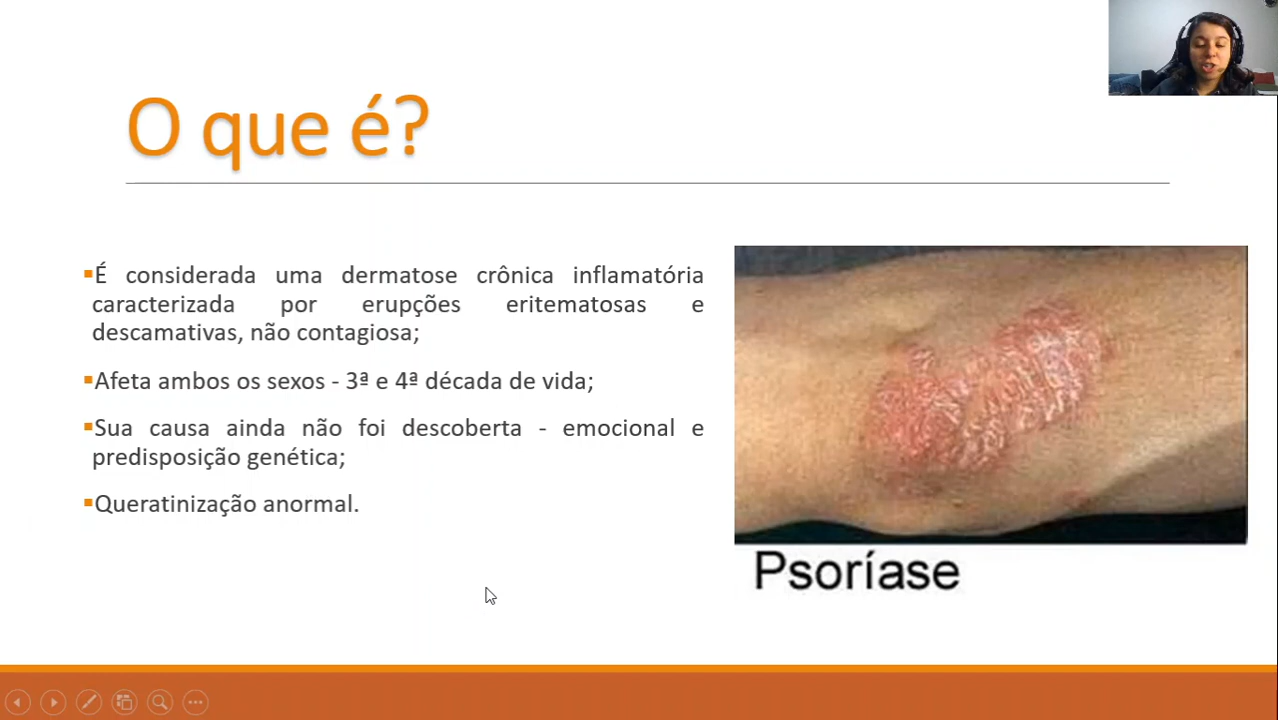 O que é?
É considerada uma dermatose crônica inflamatória
caracterizada por erupções eritematosas e
descamativas, não contagiosa;
Afeta ambos os sexos - 3ª e 4ª década de vida;
Sua causa ainda não foi descoberta - emocional e
predisposição genética;
Queratinização anormal.
Psoríase